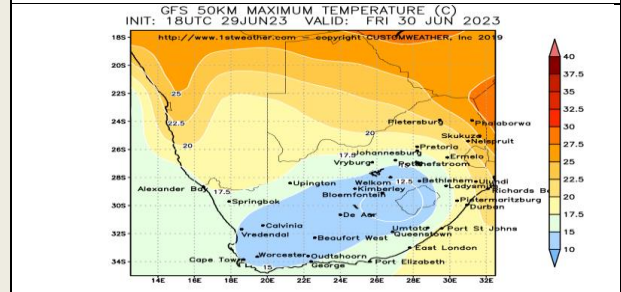 GFS 50KM MAXIMUM TEMPERATURE (C)
INIT: 18UTC 29JUN23 VALID: FRI 30 JUN 2023
http://www.1stweather.com — copyright CUSTOMWEATHER, Inc 2019
18S
20S
22S
24S
26S
28S
30S
32S
34S
25
22.5
20
20
17.5
17.5
12.5
15
Pietersburg
Phalaborwa
Skukuza
Nelspruit
Pretoria
Johannesburg
Ermelo
Vryburg
Potchefstroom
Welkom
Bethlehem
Ulundi
Alexander Bay
Upington
Kimberley
Ladysmith
Richards B
Bloemfontein
Springbok
Pietermaritzburg
Durban
De Aar
Calvinia
Umtata
Port St Johns
Vredendal
Queenstown
Beaufort West
East London
Worcester
Oudtshoorn
Cape Town
George
Port Elizabeth
14E 16E 18E 20E 22E 24E 26E 28E 30E 32E
40
37.5
35
32.5
30
27.5
25
22.5
20
17.5
15
10